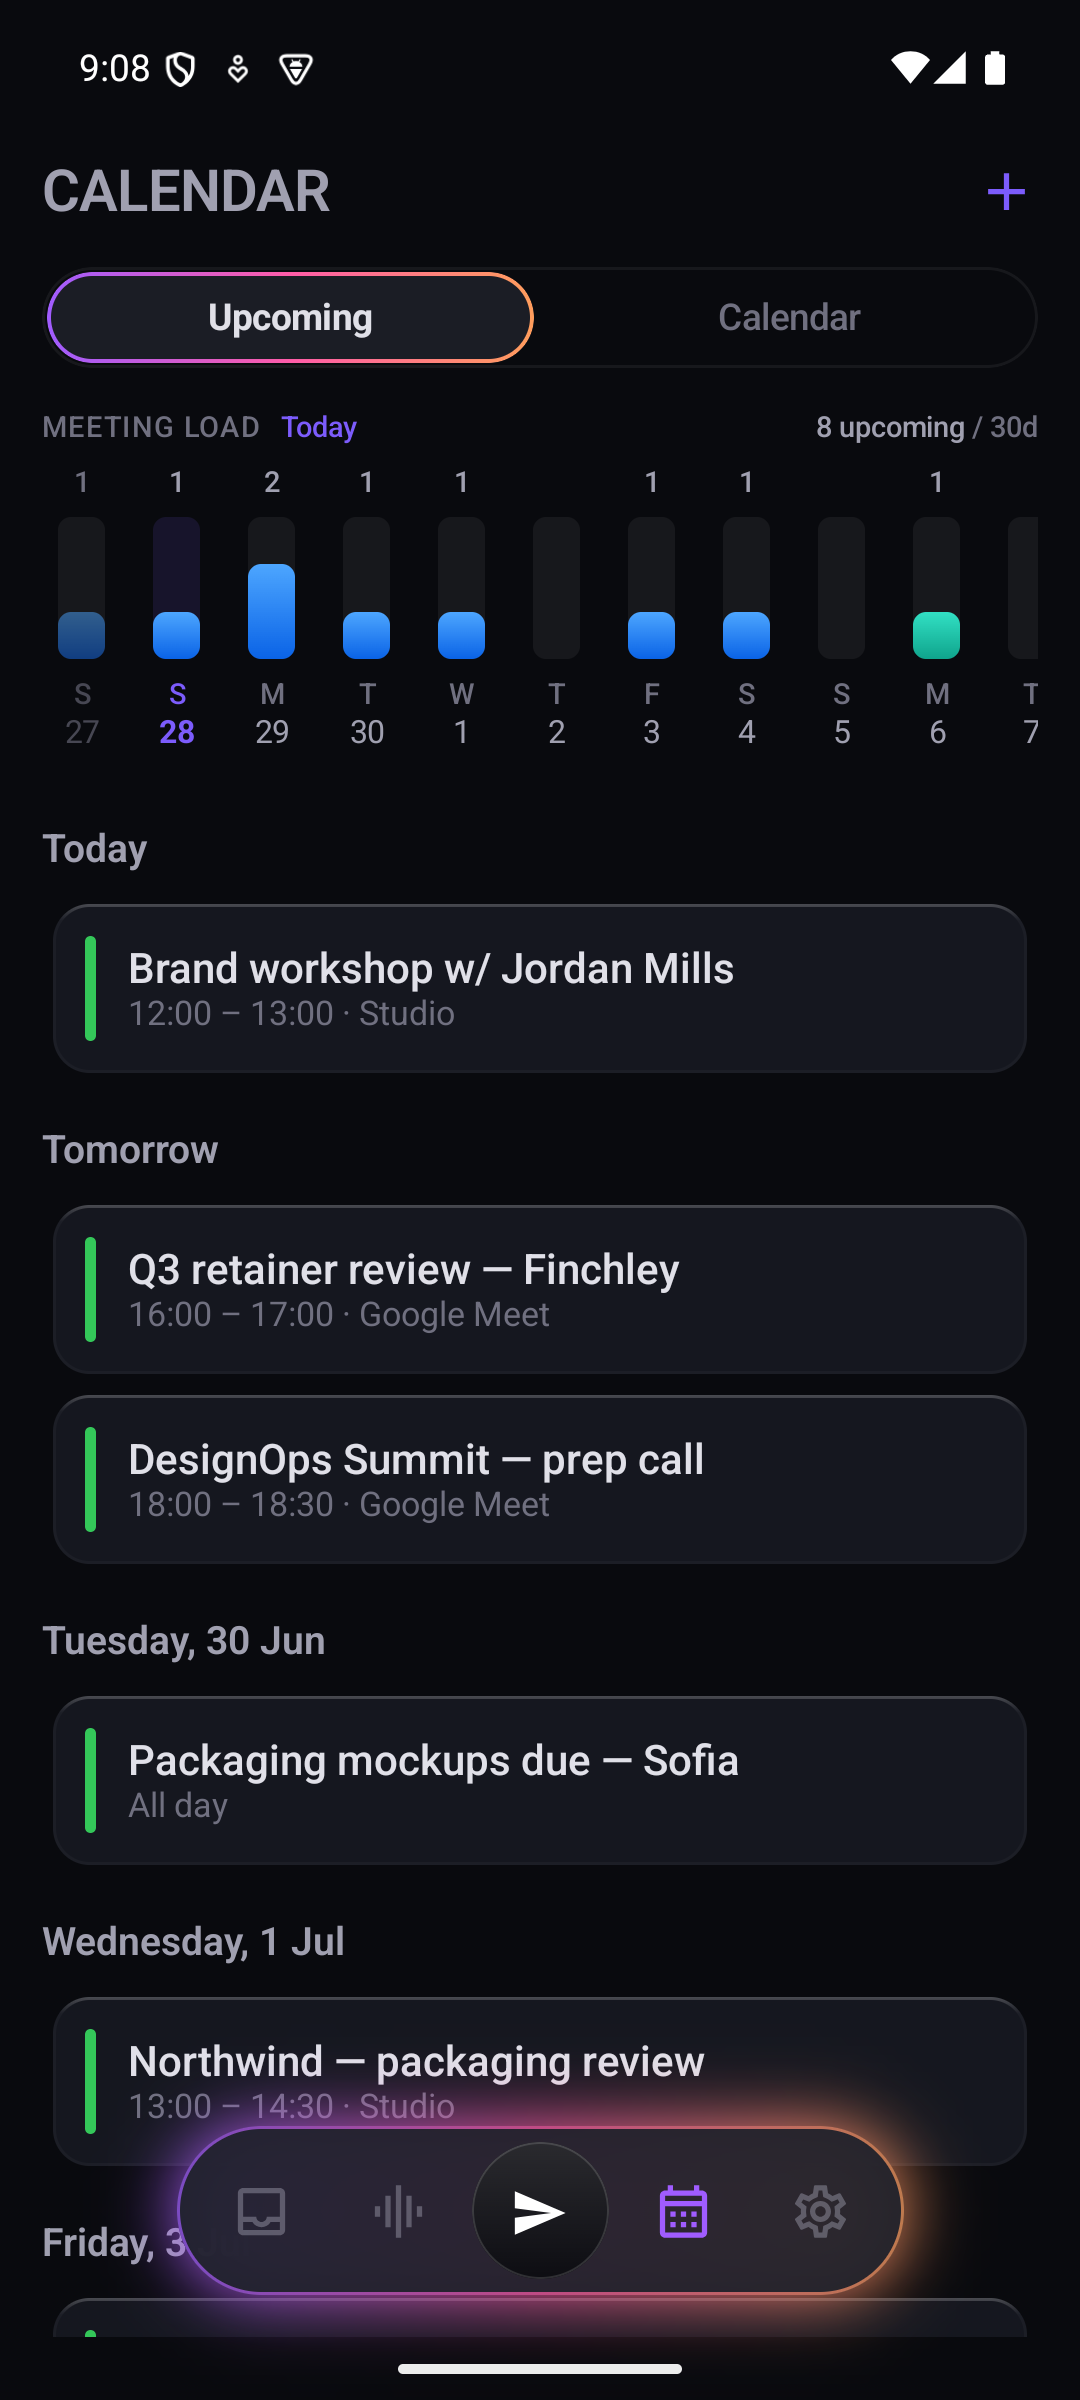 9:08
CALENDAR
Upcoming
Calendar
MEETING LOAD Today
8 upcoming / 30d
1 1 2 1 1 1 1 1
S S M T W T F S S M T
27 28 29 30 1 2 3 4 5 6 7
Today
Brand workshop w/ Jordan Mills
12:00 – 13:00 · Studio
Tomorrow
Q3 retainer review — Finchley
16:00 – 17:00 · Google Meet
DesignOps Summit — prep call
18:00 – 18:30 · Google Meet
Tuesday, 30 Jun
Packaging mockups due — Sofia
All day
Wednesday, 1 Jul
Northwind — packaging review
13:00 – 14:30 · Studio
Friday, 3